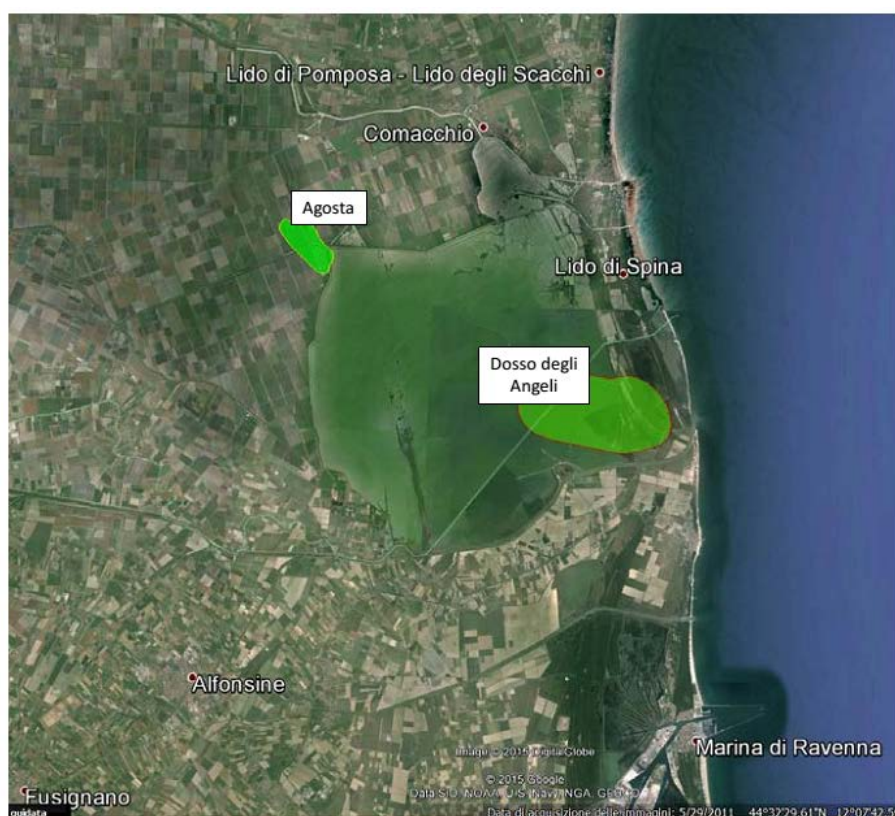 Lido di Pomposa - Lido degli Scacchi
Comacchio
Agosta
Lido di Spina
Dosso degli
Angeli
Alfonsine
Image © 2015 DigitalGlobe
Marina di Ravenna
© 2015 Google
Data SIO, NOAA, U.S. Navy, NGA, GEBCO
Fusignano
guidata
Data di acquisizione delle immagini: 5/29/2011 44°32'29.61"N 12°07'42.5